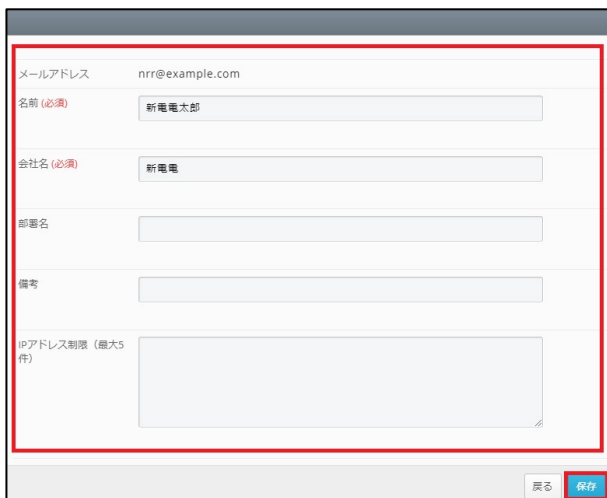 メールアドレス nrr@example.com
名前 (必須) 新電電太郎
会社名 (必須) 新電電
部署名
備考
IPアドレス制限（最大5
件）
戻る 保存